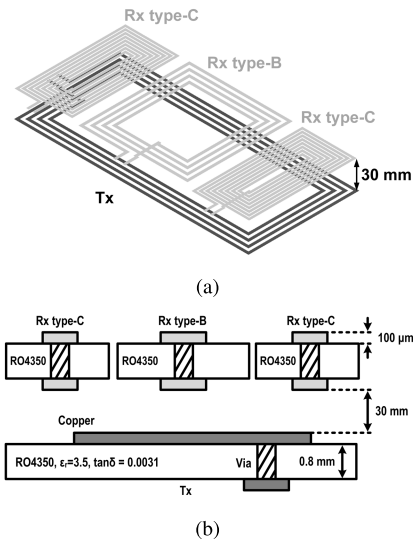 Rx type-C
Rx type-B
Rx type-C
30 mm
Tx
(a)
Rx type-C
Rx type-B
Rx type-C
100 μm
RO4350
RO4350
RO4350
30 mm
Copper
RO4350, εr=3.5, tanδ = 0.0031
Via
0.8 mm
Tx
(b)